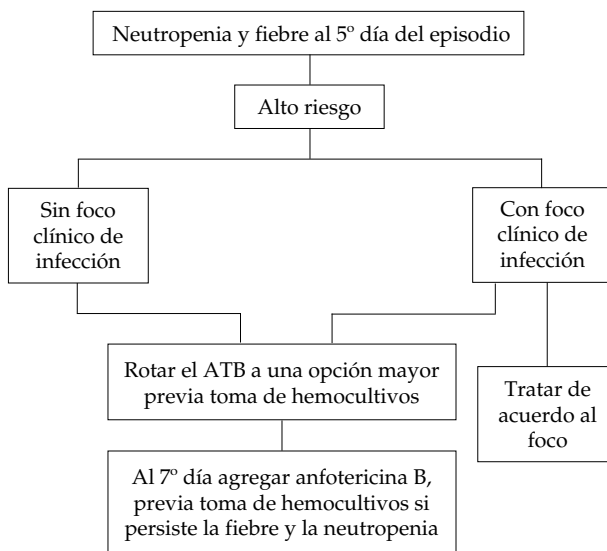 Neutropenia y fiebre al 5º día del episodio
Alto riesgo
Sin foco
clínico de
infección
Con foco
clínico de
infección
Rotar el ATB a una opción mayor
previa toma de hemocultivos
Tratar de
acuerdo al
foco
Al 7º día agregar anfotericina B,
previa toma de hemocultivos si
persiste la fiebre y la neutropenia